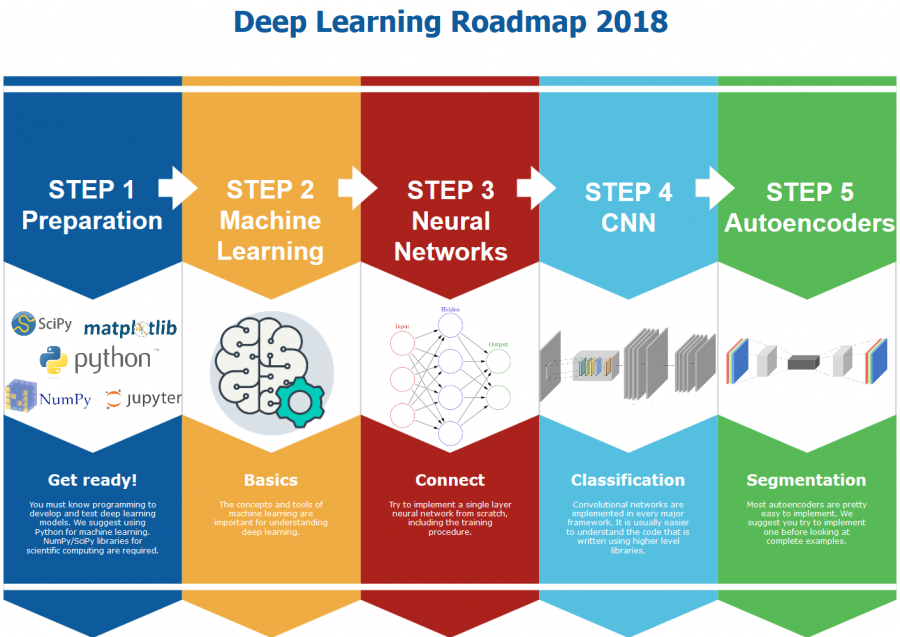 Deep Learning Roadmap 2018
STEP 1
Preparation
STEP 2
Machine
Learning
STEP 3
Neural
Networks
STEP 4
CNN
STEP 5
Autoencoders
SciPy
matplotlib
python™
NumPy
jupyter
Input
Hidden
Output
Get ready!
You must know programming to
develop and test deep learning
models. We suggest using
Python for machine learning.
NumPy/SciPy libraries for
scientific computing are required.
Basics
The concepts and tools of
machine learning are
important for understanding
deep learning.
Connect
Try to implement a single layer
neural network from scratch,
including the training
procedure.
Classification
Convolutional networks are
implemented in every major
framework. It is usually easier
to understand the code that is
written using higher level
libraries.
Segmentation
Most autoencoders are pretty
easy to implement. We
suggest you try to implement
one before looking at
complete examples.